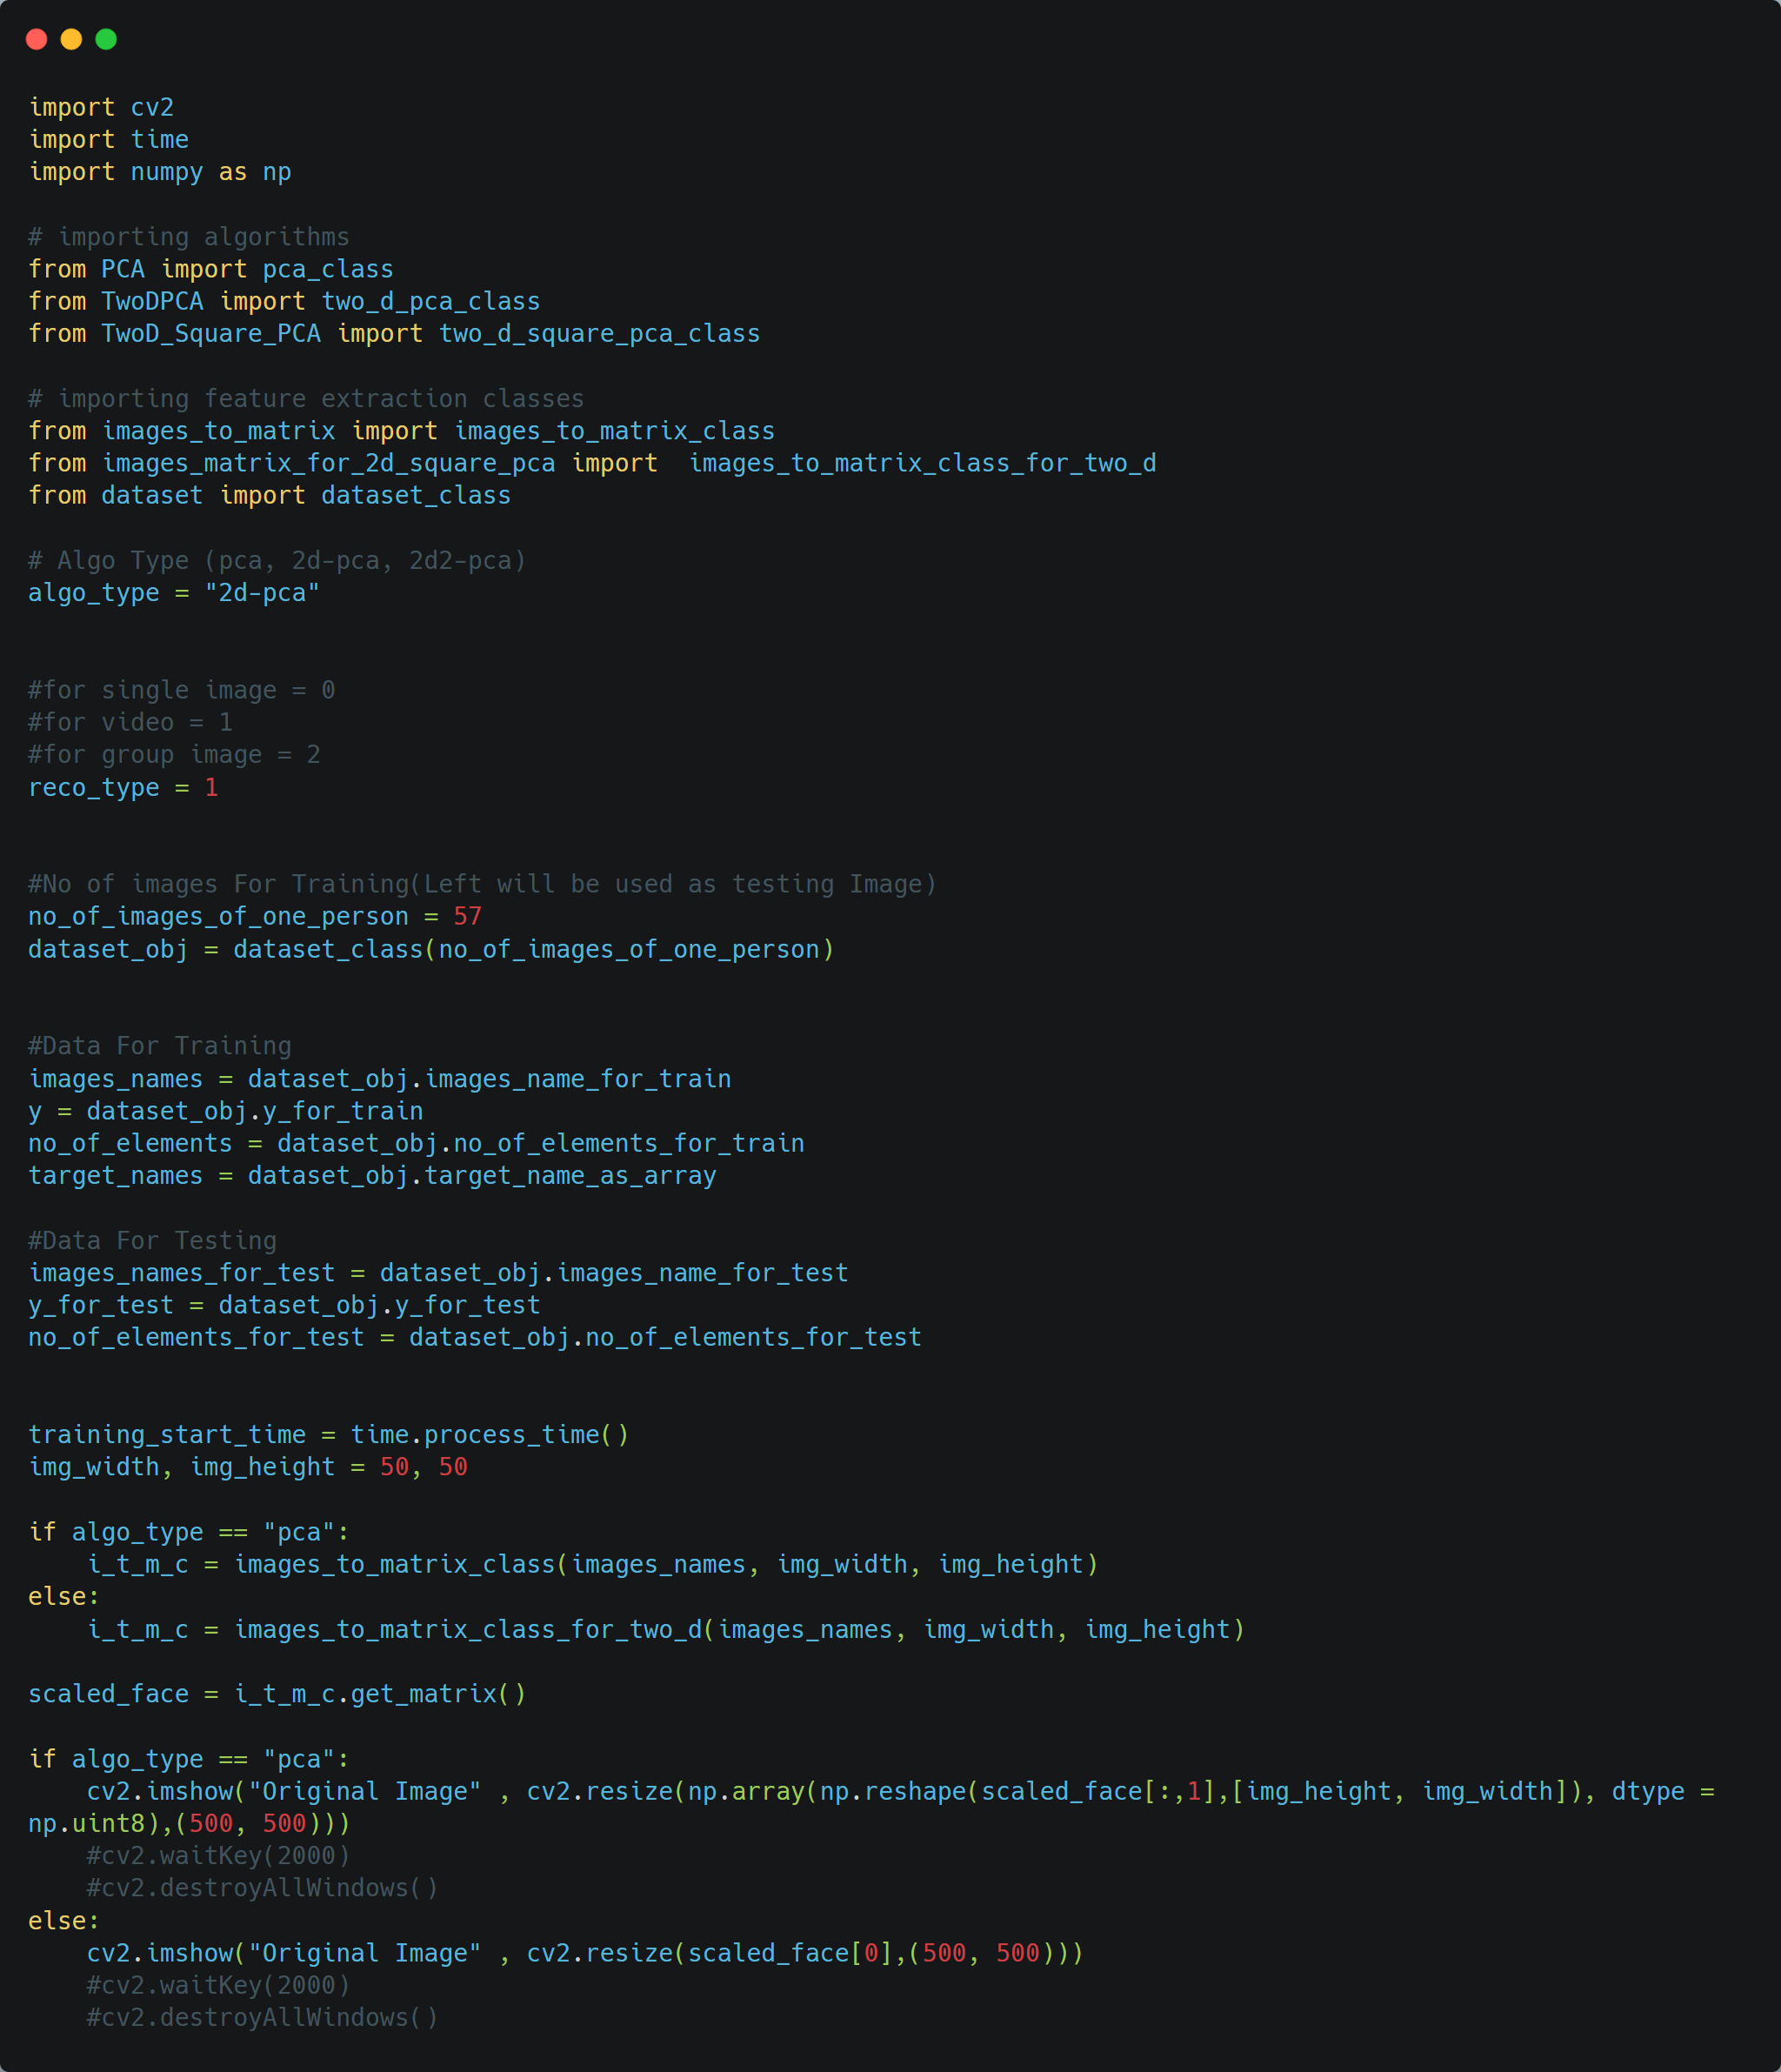 import cv2
import time
import numpy as np

# importing algorithms
from PCA import pca_class
from TwoDPCA import two_d_pca_class
from TwoD_Square_PCA import two_d_square_pca_class

# importing feature extraction classes
from images_to_matrix import images_to_matrix_class
from images_matrix_for_2d_square_pca import  images_to_matrix_class_for_two_d
from dataset import dataset_class

# Algo Type (pca, 2d-pca, 2d2-pca)
algo_type = "2d-pca"


#for single image = 0
#for video = 1
#for group image = 2
reco_type = 1


#No of images For Training(Left will be used as testing Image)
no_of_images_of_one_person = 57
dataset_obj = dataset_class(no_of_images_of_one_person)


#Data For Training
images_names = dataset_obj.images_name_for_train
y = dataset_obj.y_for_train
no_of_elements = dataset_obj.no_of_elements_for_train
target_names = dataset_obj.target_name_as_array

#Data For Testing
images_names_for_test = dataset_obj.images_name_for_test
y_for_test = dataset_obj.y_for_test
no_of_elements_for_test = dataset_obj.no_of_elements_for_test


training_start_time = time.process_time()
img_width, img_height = 50, 50

if algo_type == "pca":
    i_t_m_c = images_to_matrix_class(images_names, img_width, img_height)
else:
    i_t_m_c = images_to_matrix_class_for_two_d(images_names, img_width, img_height)

scaled_face = i_t_m_c.get_matrix()

if algo_type == "pca":
    cv2.imshow("Original Image" , cv2.resize(np.array(np.reshape(scaled_face[:,1],[img_height, img_width]), dtype =
np.uint8),(500, 500)))
    #cv2.waitKey(2000)
    #cv2.destroyAllWindows()
else:
    cv2.imshow("Original Image" , cv2.resize(scaled_face[0],(500, 500)))
    #cv2.waitKey(2000)
    #cv2.destroyAllWindows()